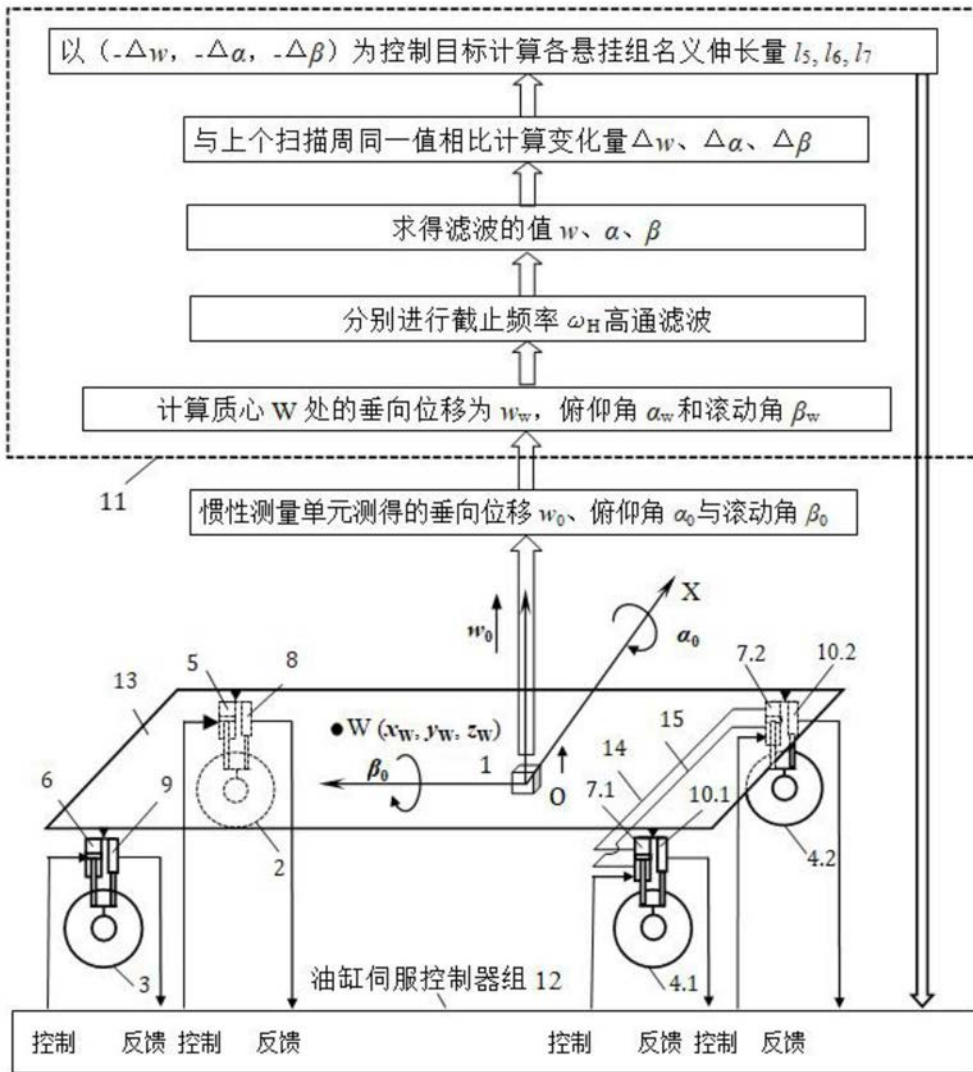 以（-△w，-△α，-△β）为控制目标计算各悬挂组名义伸长量 l5, l6, l7
与上个扫描周同一值相比计算变化量△w、△α、△β
求得滤波的值 w、α、β
分别进行截止频率 ωH高通滤波
计算质心 W 处的垂向位移为 ww，俯仰角 αw和滚动角 βw
11
惯性测量单元测得的垂向位移 w0、俯仰角 α0与滚动角 β0
X
w0
α0
7.2
10.2
5
8
13
W (xW, yW, zW)
15
β0
1
14
O
6
9
7.1
10.1
2
4.2
3
4.1
油缸伺服控制器组 12
控制
反馈
控制
反馈
控制
反馈
控制
反馈